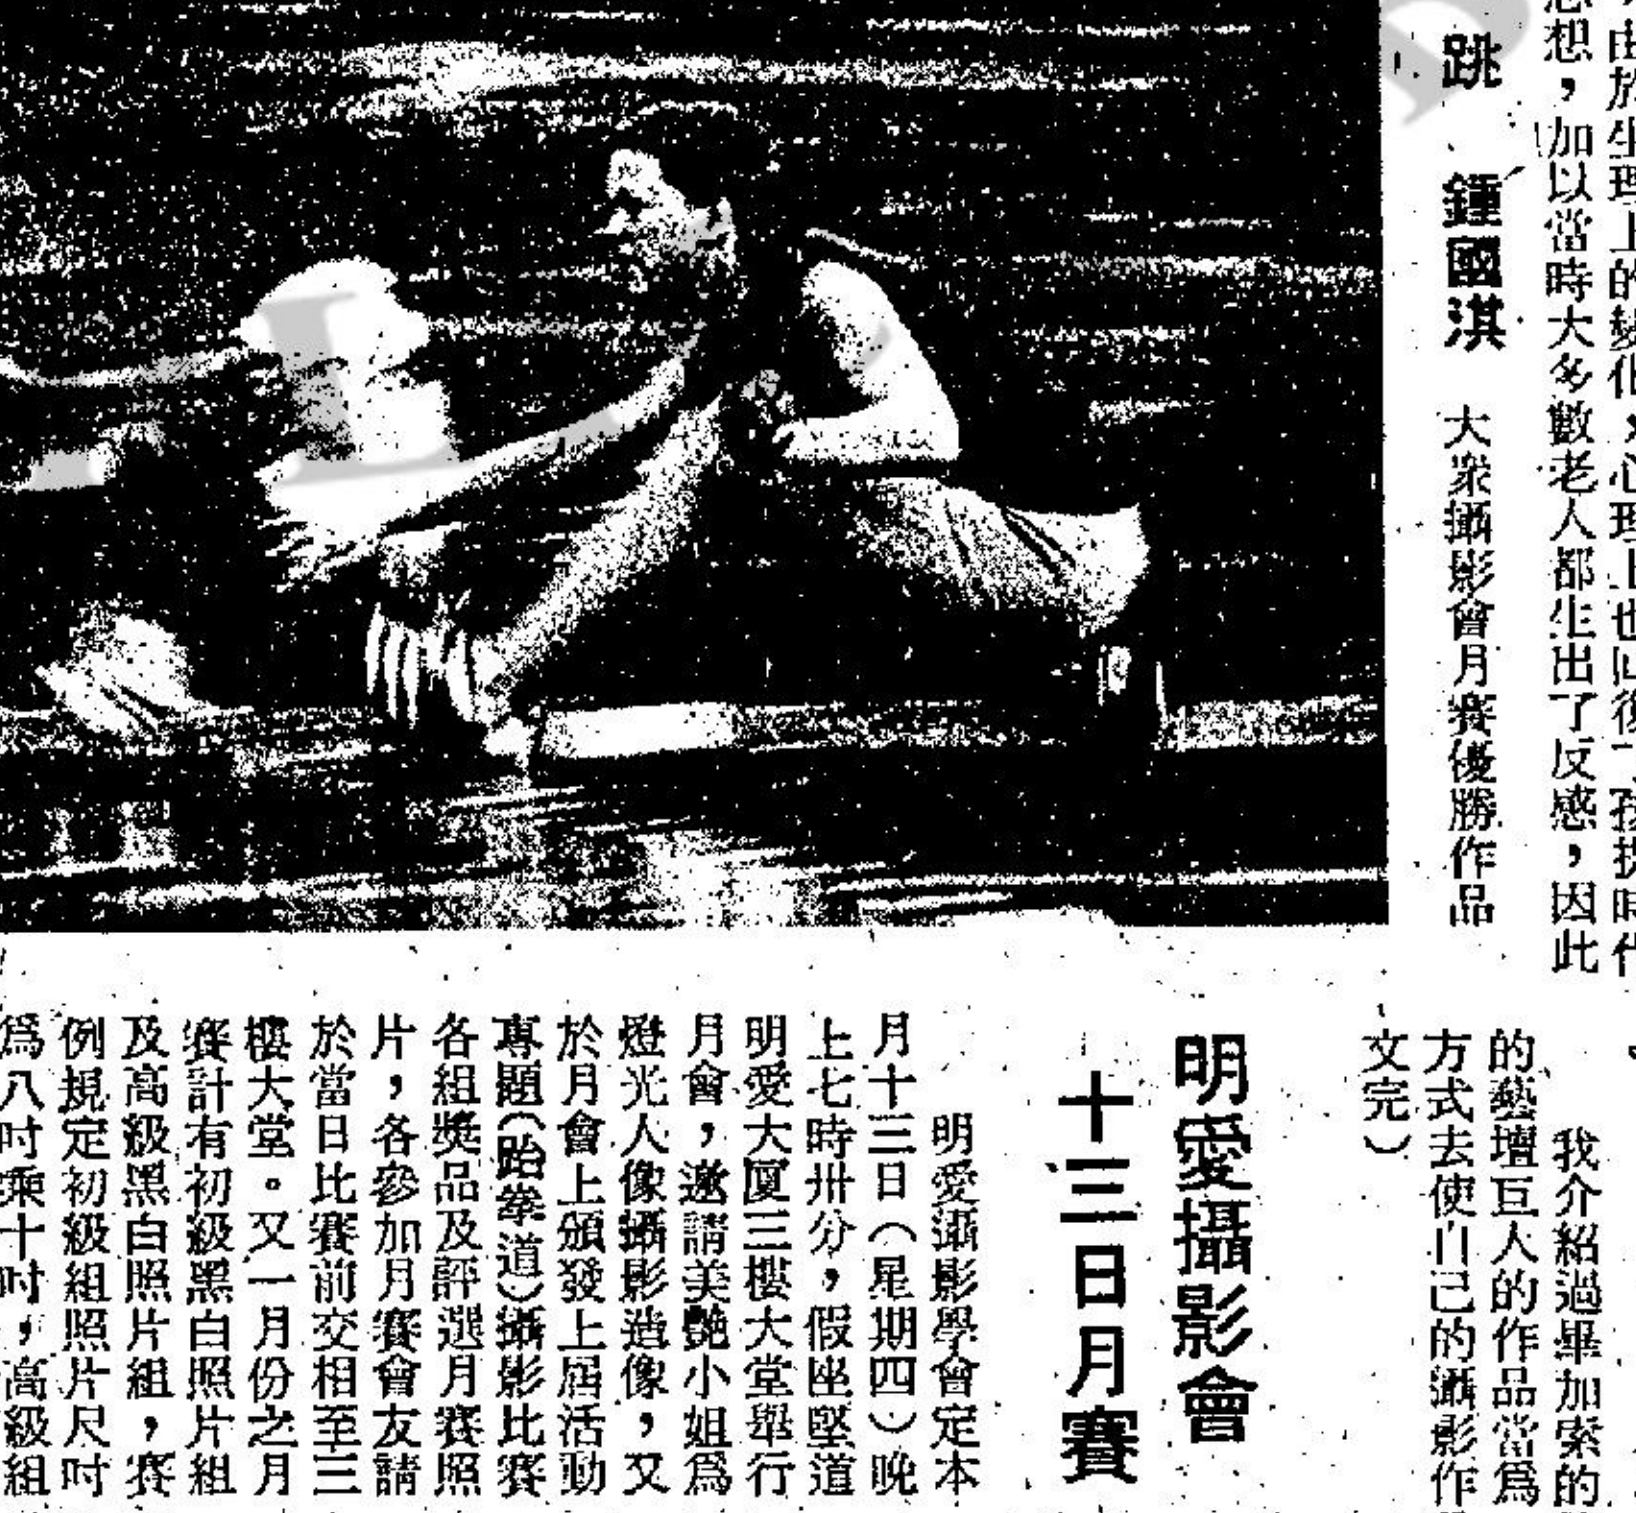 由於生理上的變化，心理上也回復了孩提時代
思想，加以當時大多數老人都生出了反感，因此
跳 鍾國淇 大衆攝影會月賽優勝作品
我介紹過畢加索的
的藝壇巨人的作品當爲
方式去使自己的攝影作
文完）
明愛攝影會
十三日月賽
明愛攝影學會定本
月十三日（星期四）晚
上七時卅分，假座堅道
明愛大厦三樓大堂舉行
月會，邀請美艷小姐爲
燈光人像攝影造像，又
於月會上頒發上屆活動
專題（跆拳道）攝影比賽
各組獎品及評選月賽照
片，各參加月賽會友請
於當日比賽前交相至三
樓大堂。又一月份之月
賽計有初級黑白照片組
及高級黑白照片組，賽
例規定初級組照片尺吋
爲八吋乘十吋，高級組